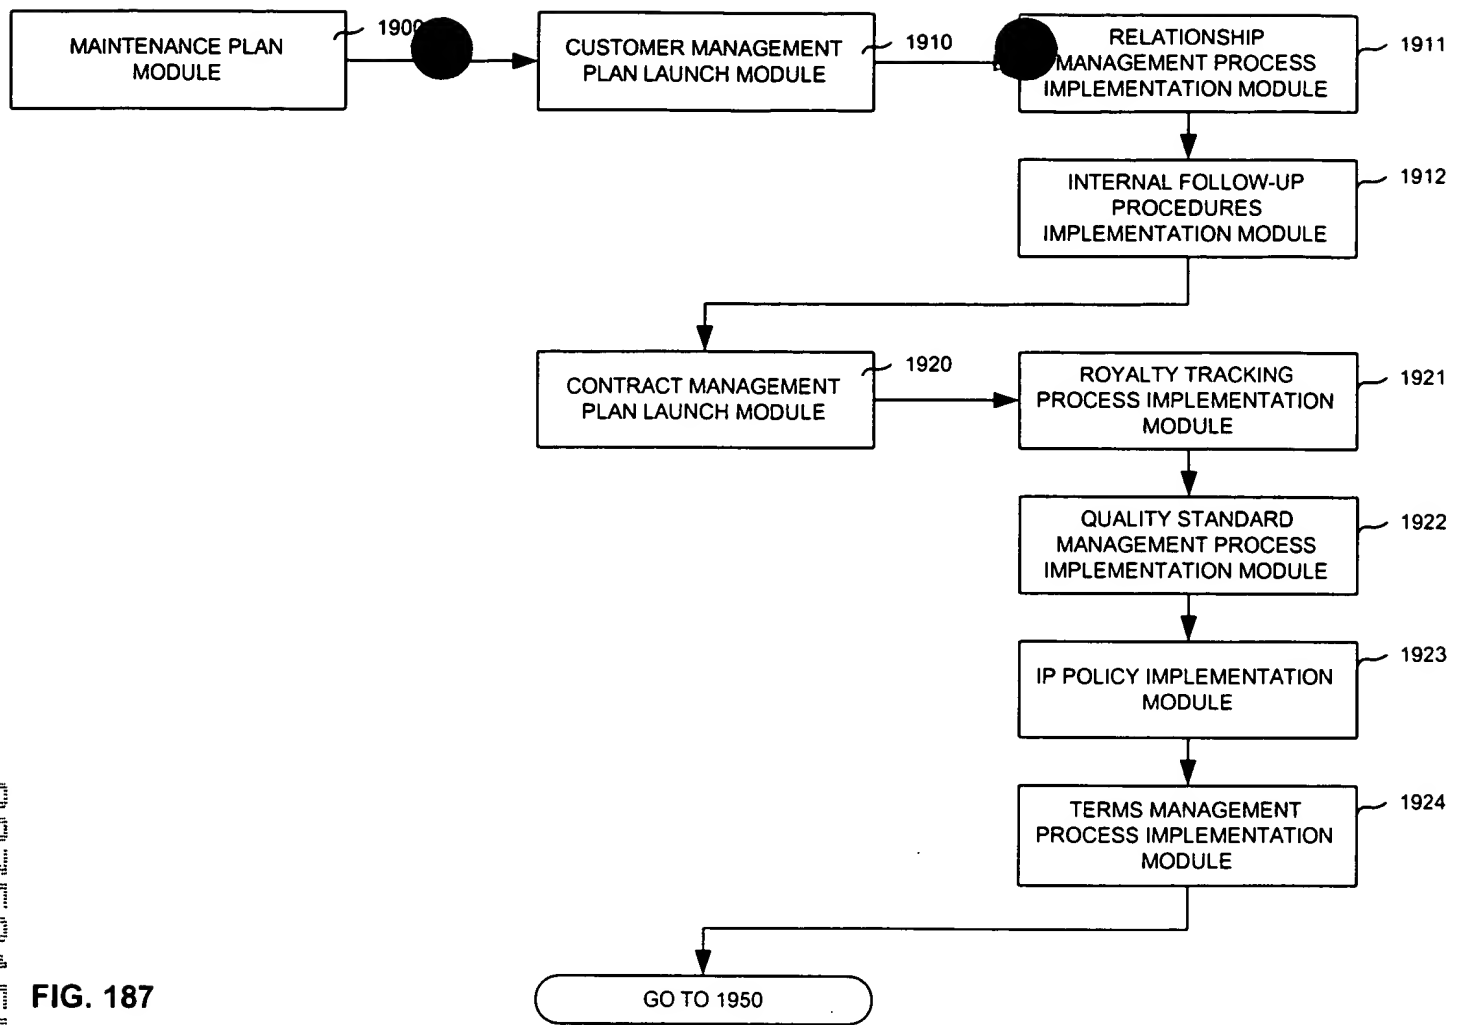 MAINTENANCE PLAN
MODULE
1900
CUSTOMER MANAGEMENT
PLAN LAUNCH MODULE
1910
RELATIONSHIP
MANAGEMENT PROCESS
IMPLEMENTATION MODULE
1911
INTERNAL FOLLOW-UP
PROCEDURES
IMPLEMENTATION MODULE
1912
CONTRACT MANAGEMENT
PLAN LAUNCH MODULE
1920
ROYALTY TRACKING
PROCESS IMPLEMENTATION
MODULE
1921
QUALITY STANDARD
MANAGEMENT PROCESS
IMPLEMENTATION MODULE
1922
IP POLICY IMPLEMENTATION
MODULE
1923
TERMS MANAGEMENT
PROCESS IMPLEMENTATION
MODULE
1924
GO TO 1950
FIG. 187